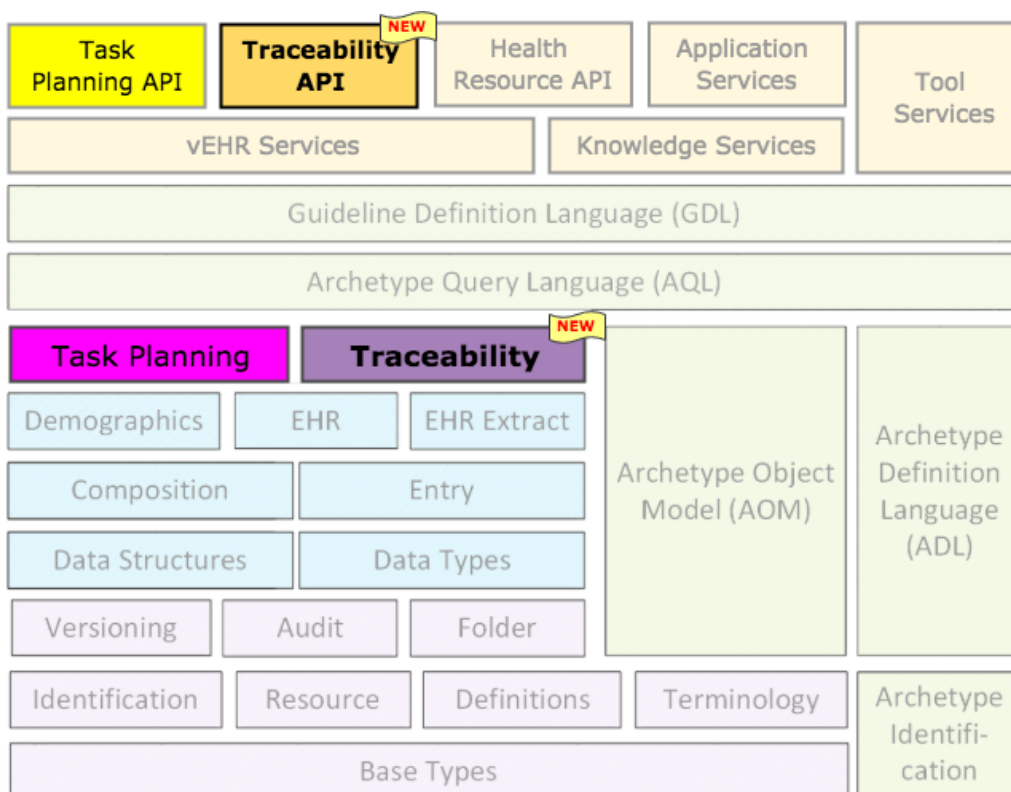 NEW
Task
Planning API
Traceability
API
Health
Resource API
Application
Services
Tool
Services
vEHR Services
Knowledge Services
Guideline Definition Language (GDL)
Archetype Query Language (AQL)
NEW
Task Planning
Traceability
Demographics
EHR
EHR Extract
Composition
Entry
Data Structures
Data Types
Archetype Object
Model (AOM)
Archetype
Definition
Language
(ADL)
Versioning
Audit
Folder
Identification
Resource
Definitions
Terminology
Archetype
Identifi-
cation
Base Types